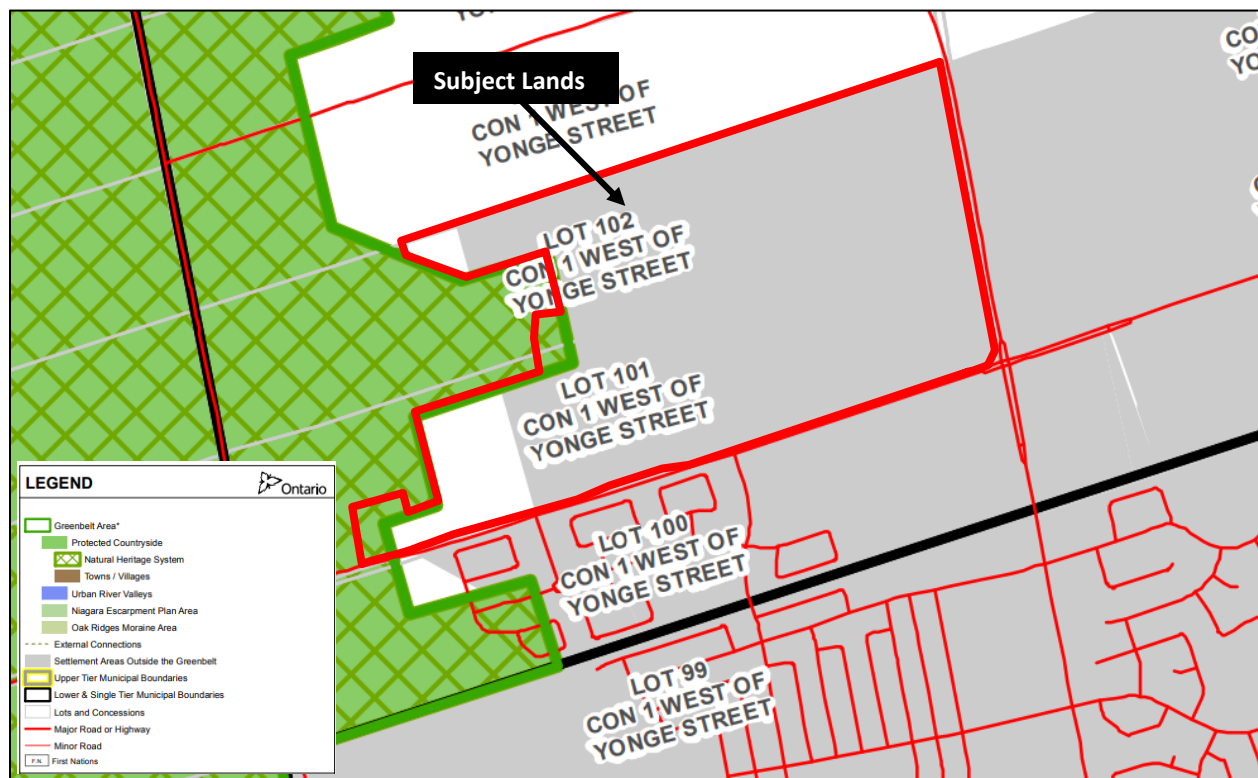 YO
CO
YO
Subject Lands
CON 1 WEST OF
YONGE STREET
LOT 102
CON 1 WEST OF
YONGE STREET
LOT 101
CON 1 WEST OF
YONGE STREET
LOT 100
CON 1 WEST OF
YONGE STREET
LOT 99
CON 1 WEST OF
YONGE STREET
LEGEND
Ontario
Greenbelt Area*
Protected Countryside
Natural Heritage System
Towns / Villages
Urban River Valleys
Niagara Escarpment Plan Area
Oak Ridges Moraine Area
External Connections
Settlement Areas Outside the Greenbelt
Upper Tier Municipal Boundaries
Lower & Single Tier Municipal Boundaries
Lots and Concessions
Major Road or Highway
Minor Road
F.N. First Nations